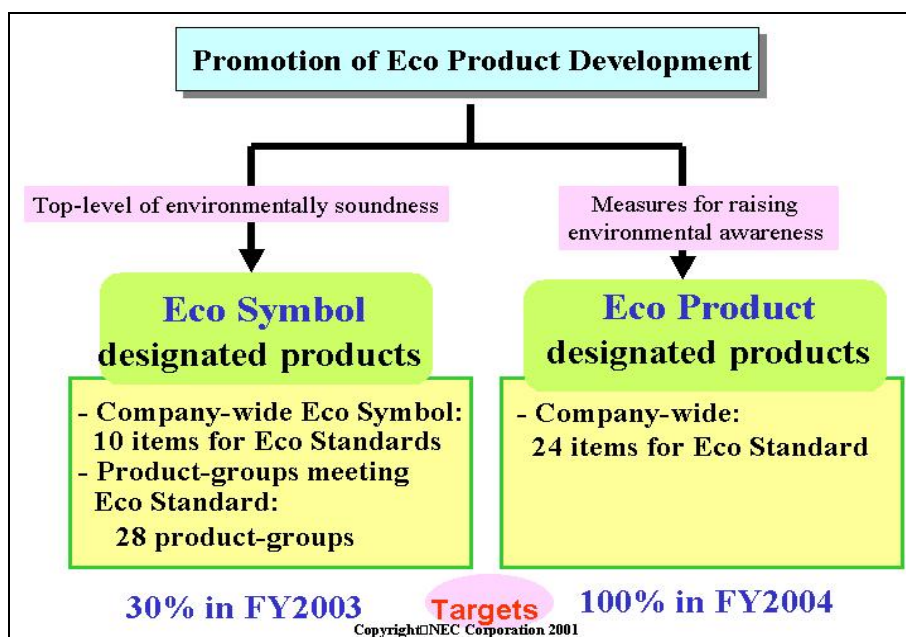 Promotion of Eco Product Development
Top-level of environmentally soundness
Measures for raising
environmental awareness
Eco Symbol
designated products
- Company-wide Eco Symbol:
10 items for Eco Standards
- Product-groups meeting
Eco Standard:
28 product-groups
Eco Product
designated products
- Company-wide:
24 items for Eco Standard
30% in FY2003
Targets
100% in FY2004
Copyright□NEC Corporation 2001